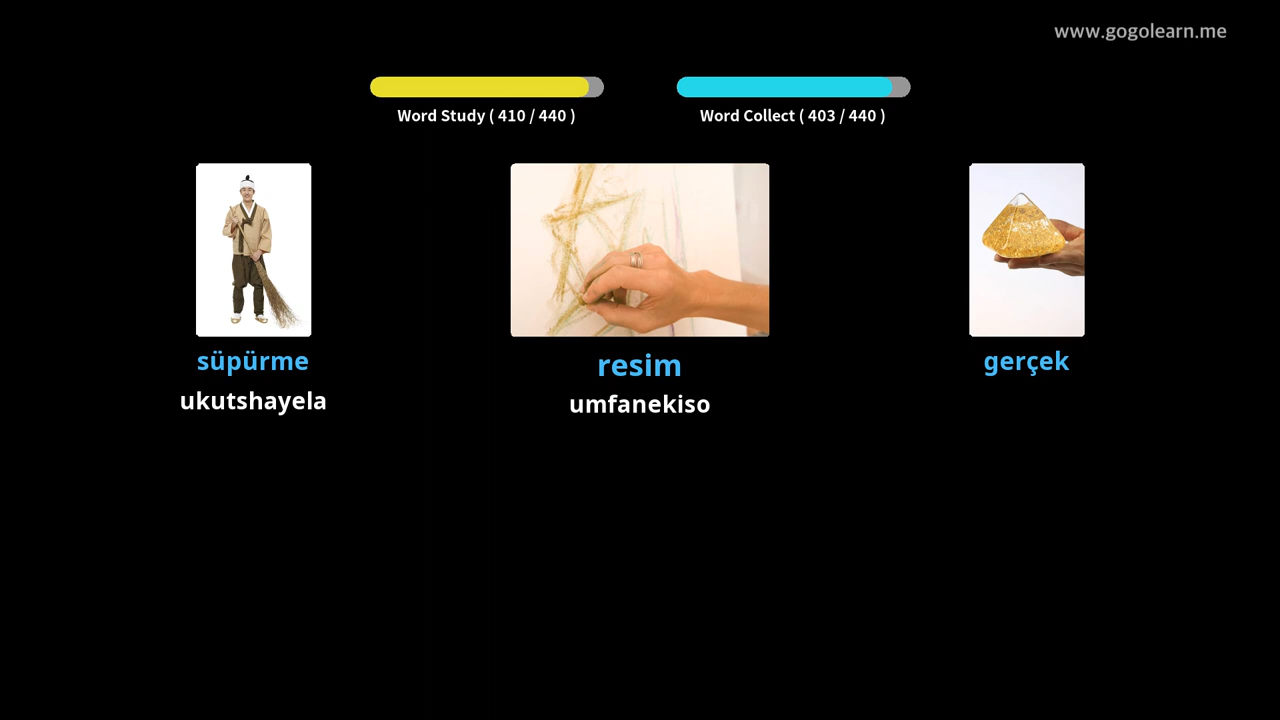 www.gogolearn.me
Word Study ( 410 / 440 )
Word Collect ( 403 / 440 )
süpürme
resim
gerçek
ukutshayela
umfanekiso